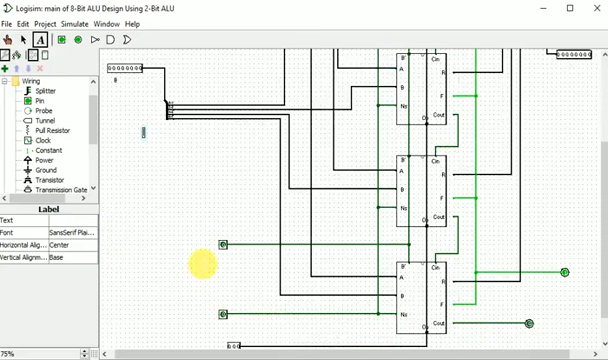 Logisim: main of 8-Bit ALU Design Using 2-Bit ALU
File Edit Project Simulate Window Help
A
Wiring
Splitter
Pin
Probe
Tunnel
Pull Resistor
Clock
Constant
Power
Ground
Transistor
Transmission Gate
Label
Text
Font SansSerif Plai...
Horizontal Alig... Center
Vertical Alignm... Base
75%
B
B' Cin
A R
B
F
Ns
Cout
B' Cin
A R
B
F
Ns
Cout
B' Cin
A R
B
F
Ns
Cout